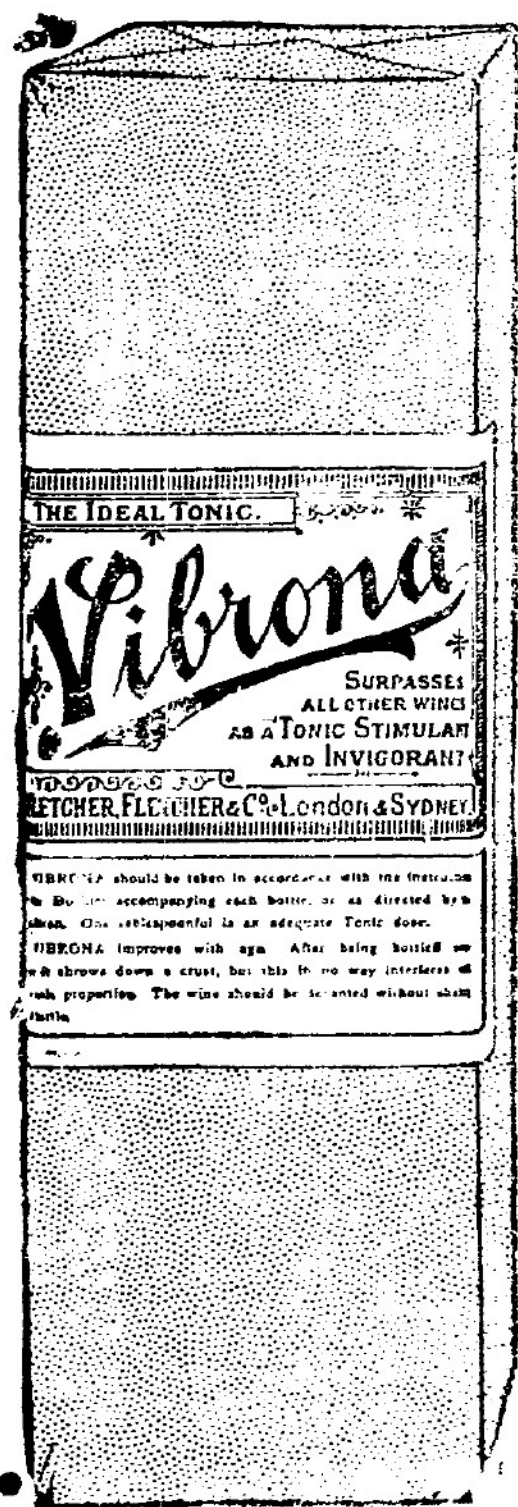 THE IDEAL TONIC.
Vibrona
SURPASSES
ALL OTHER WINES
AS A TONIC STIMULAN
AND INVIGORANT
LETCHER, FLETCHER & Co. London & SYDNEY.
VIBRONA should be taken in accordance with the
accompanying each bottle, or as directed by
One tablespoonful is an adequate Tonic dose.
VIBRONA improves with age. After being bottled
throws down a crust, but this in no way interferes
properties. The wine should be decanted without